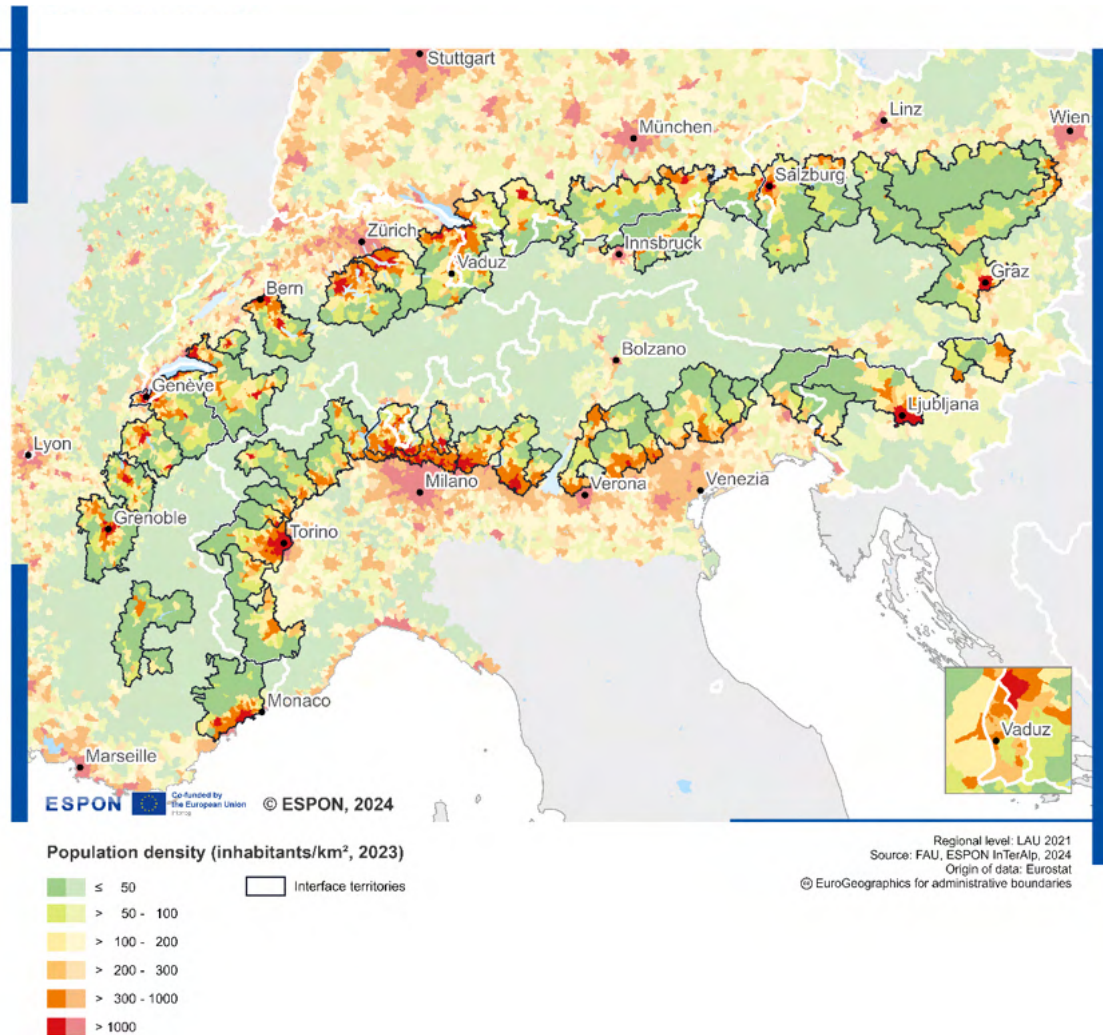 Stuttgart
München
Linz
Wien
Salzburg
Zürich
Innsbruck
Vaduz
Graz
Bern
Bolzano
Genève
Ljubljana
Lyon
Milano
Verona
Venezia
Grenoble
Torino
Monaco
Vaduz
Marseille
ESPON
Co-funded by
the European Union
© ESPON, 2024
Population density (inhabitants/km², 2023)
≤ 50
> 50 - 100
> 100 - 200
> 200 - 300
> 300 - 1000
> 1000
Interface territories
Regional level: LAU 2021
Source: FAU, ESPON InTerAlp, 2024
Origin of data: Eurostat
© EuroGeographics for administrative boundaries